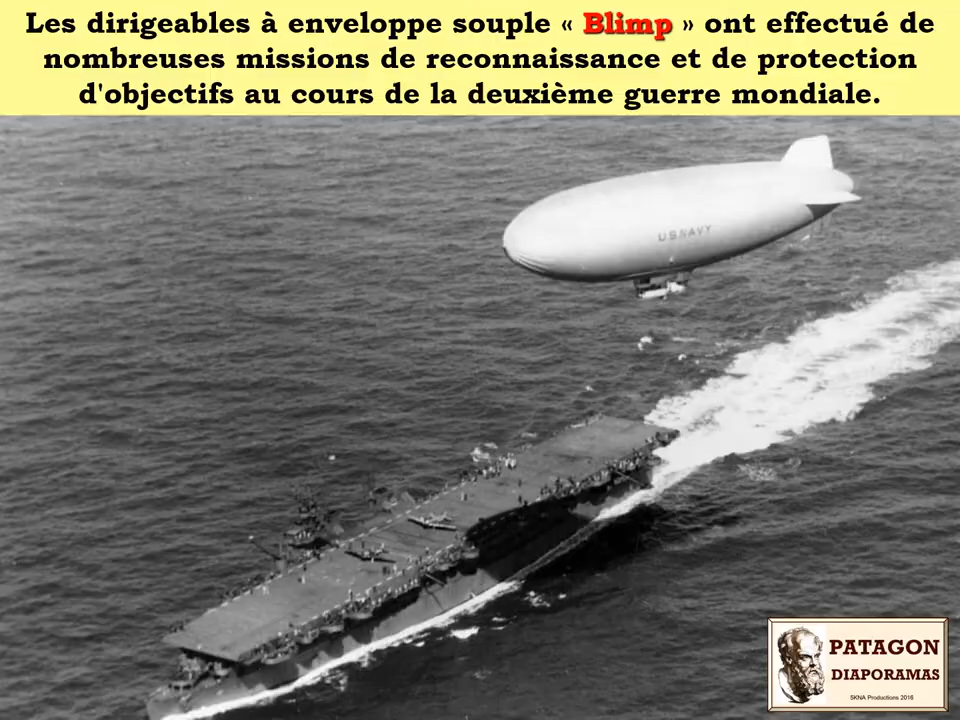 Les dirigeables à enveloppe souple « Blimp » ont effectué de
nombreuses missions de reconnaissance et de protection
d'objectifs au cours de la deuxième guerre mondiale.
U.S. NAVY
PATAGON
DIAPORAMAS
SKNA Productions 2016